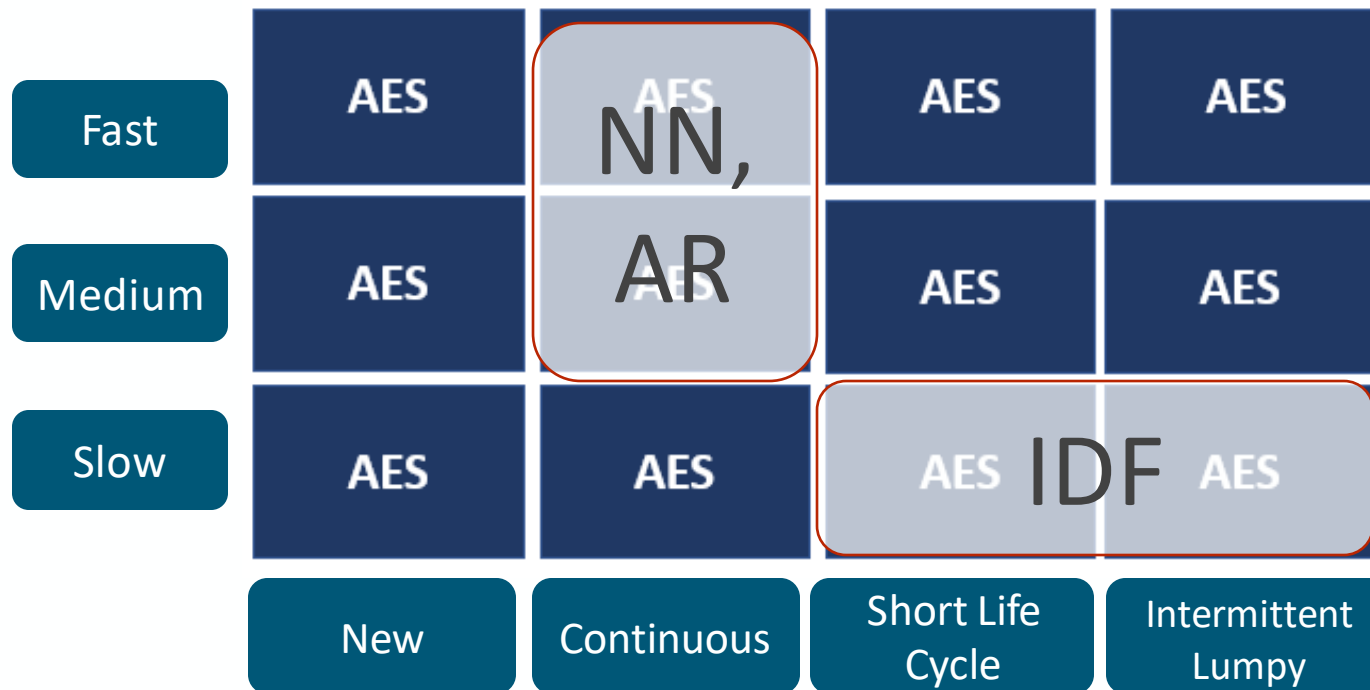 Fast
AES
AES
AES
AES
NN,
AR
Medium
AES
AES
AES
AES
Slow
AES
AES
AES
AES
IDF
New
Continuous
Short Life
Cycle
Intermittent
Lumpy